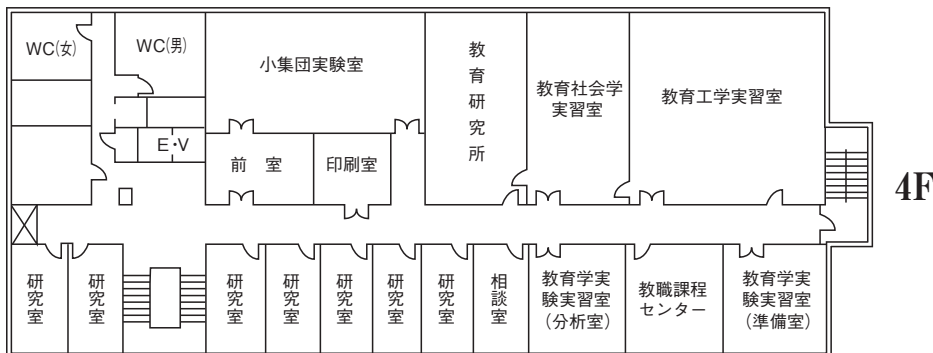 WC(女)
WC(男)
小集団実験室
教育研究所
教育社会学
実習室
教育工学実習室
E・V
前 室
印刷室
4F
研究室
研究室
研究室
研究室
研究室
研究室
研究室
相談室
教育学実
験実習室
(分析室)
教職課程
センター
教育学実
験実習室
(準備室)